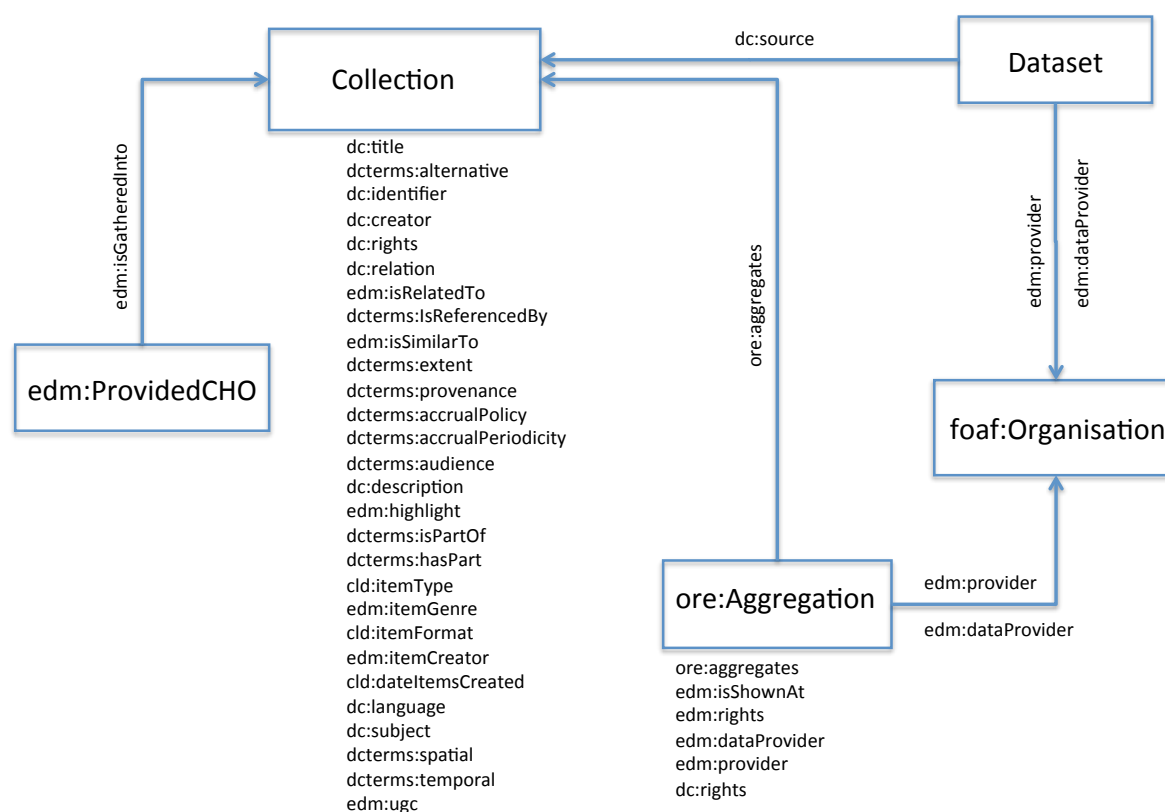 dc:source
Collection
Dataset
edm:isGatheredInto
dc:title
dcterms:alternative
dc:identifier
dc:creator
dc:rights
dc:relation
edm:isRelatedTo
dcterms:IsReferencedBy
edm:isSimilarTo
dcterms:extent
dcterms:provenance
dcterms:accrualPolicy
dcterms:accrualPeriodicity
dcterms:audience
dc:description
edm:highlight
dcterms:isPartOf
dcterms:hasPart
cld:itemType
edm:itemGenre
cld:itemFormat
edm:itemCreator
cld:dateItemsCreated
dc:language
dc:subject
dcterms:spatial
dcterms:temporal
edm:ugc
edm:ProvidedCHO
ore:aggregates
edm:provider
edm:dataProvider
foaf:Organisation
ore:Aggregation
edm:provider
edm:dataProvider
ore:aggregates
edm:isShownAt
edm:rights
edm:dataProvider
edm:provider
dc:rights